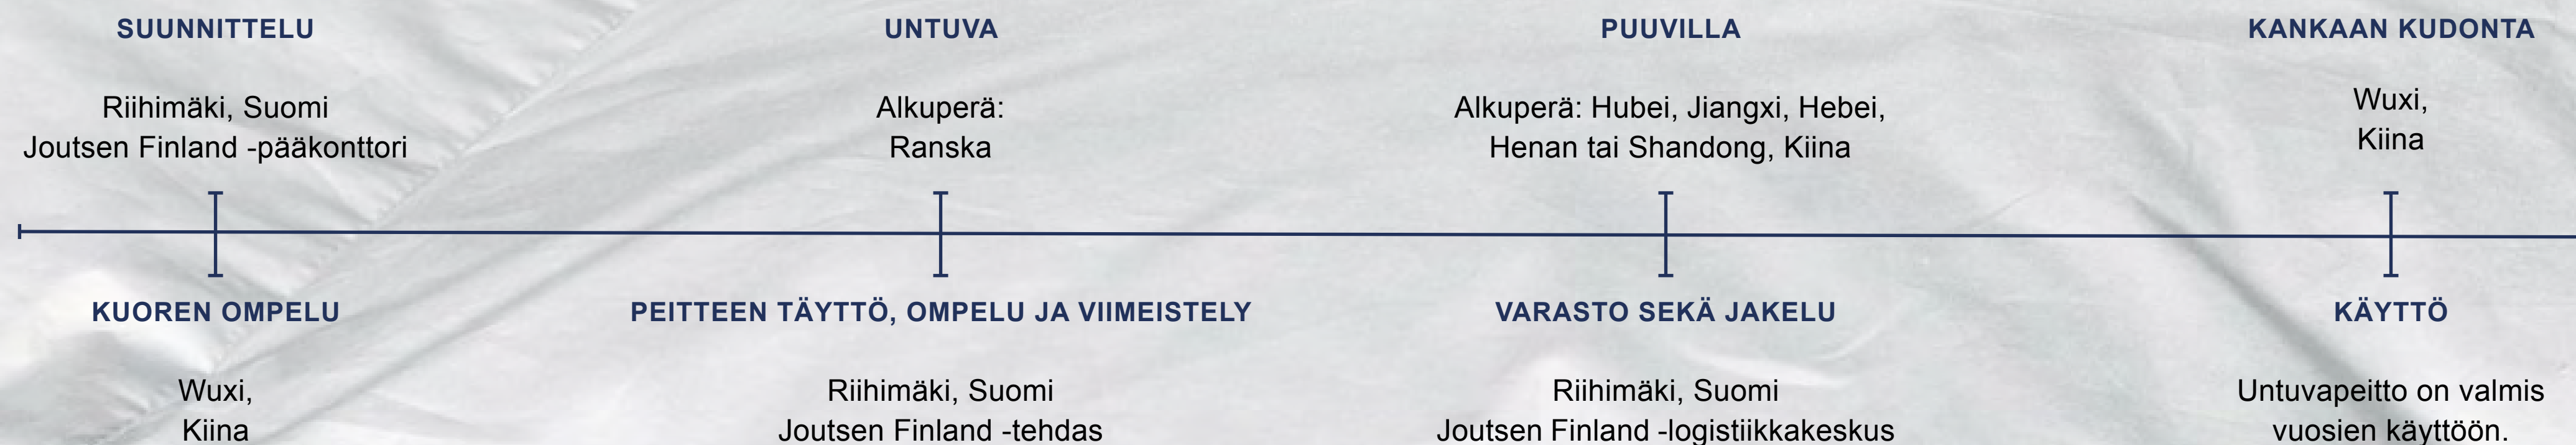 SUUNNITTELU
Riihimäki, Suomi
Joutsen Finland -pääkonttori
UNTUVA
Alkuperä:
Ranska
PUUVILLA
Alkuperä: Hubei, Jiangxi, Hebei,
Henan tai Shandong, Kiina
KANKAAN KUDONTA
Wuxi,
Kiina
KUOREN OMPELU
Wuxi,
Kiina
PEITTEEN TÄYTTÖ, OMPELU JA VIIMEISTELY
Riihimäki, Suomi
Joutsen Finland -tehdas
VARASTO SEKÄ JAKELU
Riihimäki, Suomi
Joutsen Finland -logistiikkakeskus
KÄYTTÖ
Untuvapeitto on valmis
vuosien käyttöön.